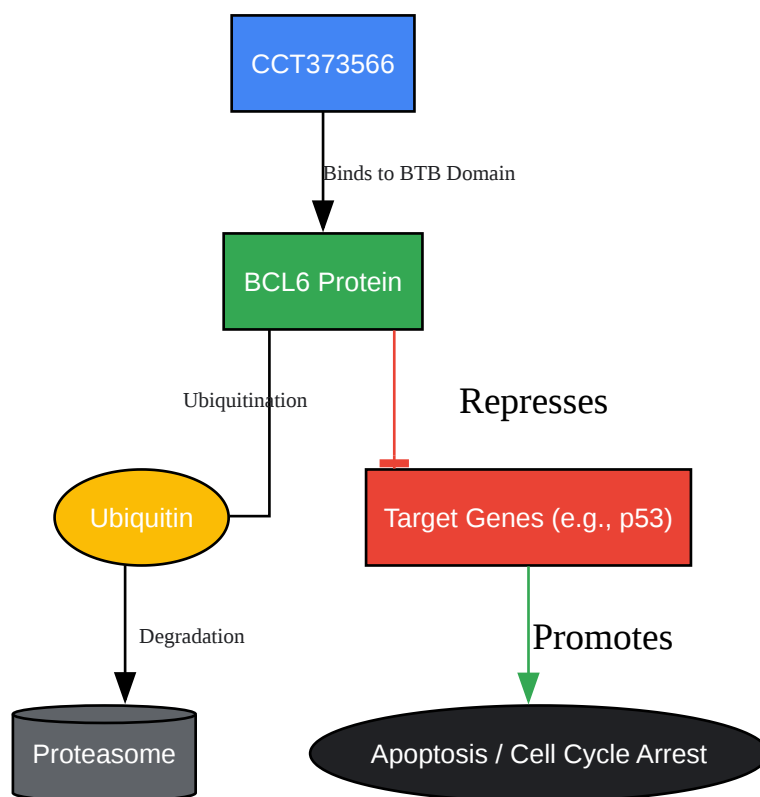 CCT373566
Binds to BTB Domain
BCL6 Protein
Ubiquitination
Represses
Ubiquitin
Target Genes (e.g., p53)
Degradation
Promotes
Proteasome
Apoptosis / Cell Cycle Arrest